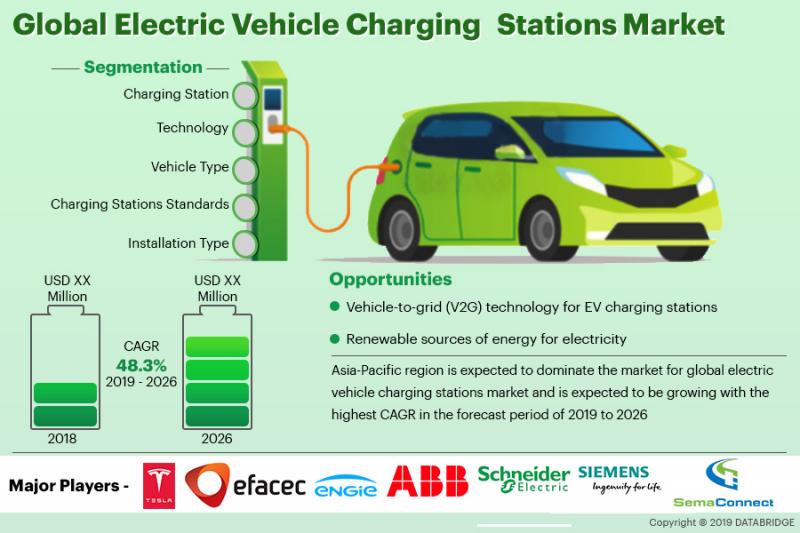 Global Electric Vehicle Charging Stations Market
Segmentation
Charging Station
Technology
Vehicle Type
Charging Stations Standards
Installation Type
USD XX
Million
2018
CAGR
48.3%
2019 - 2026
USD XX
Million
2026
Opportunities
Vehicle-to-grid (V2G) technology for EV charging stations
Renewable sources of energy for electricity
Asia-Pacific region is expected to dominate the market for global electric
vehicle charging stations market and is expected to be growing with the
highest CAGR in the forecast period of 2019 to 2026
Major Players -
TESLA
efacec
ENGIE
ABB
Schneider
Electric
SIEMENS
Ingenuity for life
SemaConnect
Copyright © 2019 DATABRIDGE